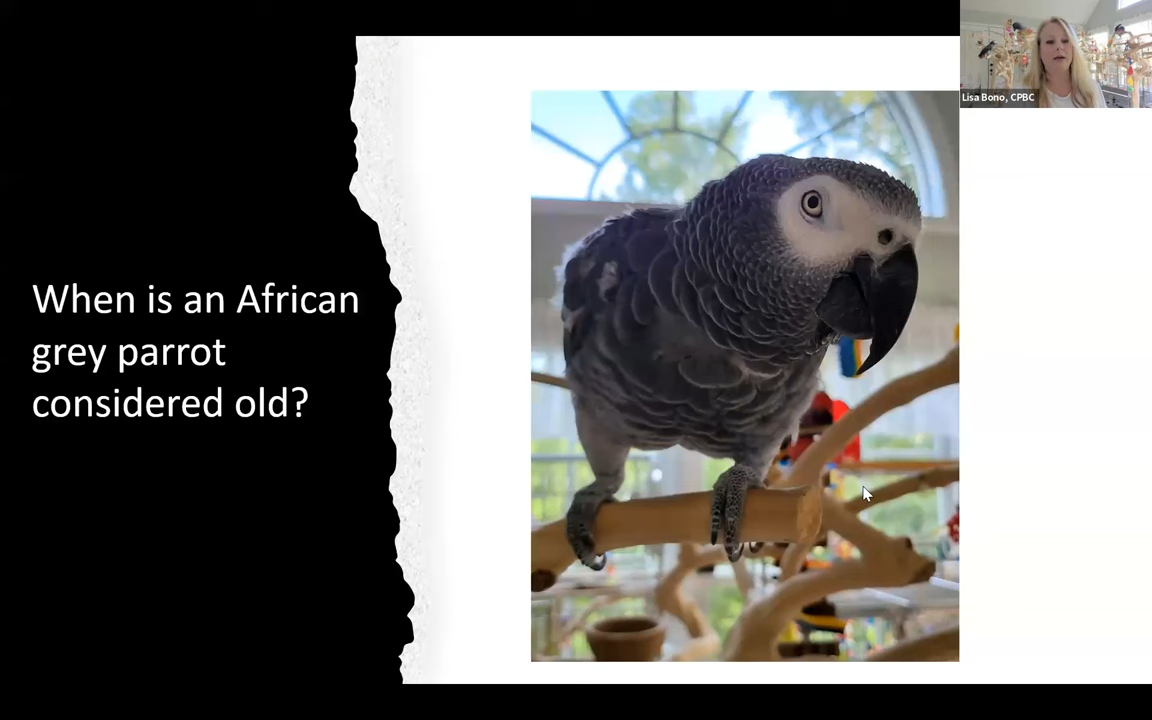 Lisa Bono, CPBC
When is an African
grey parrot
considered old?